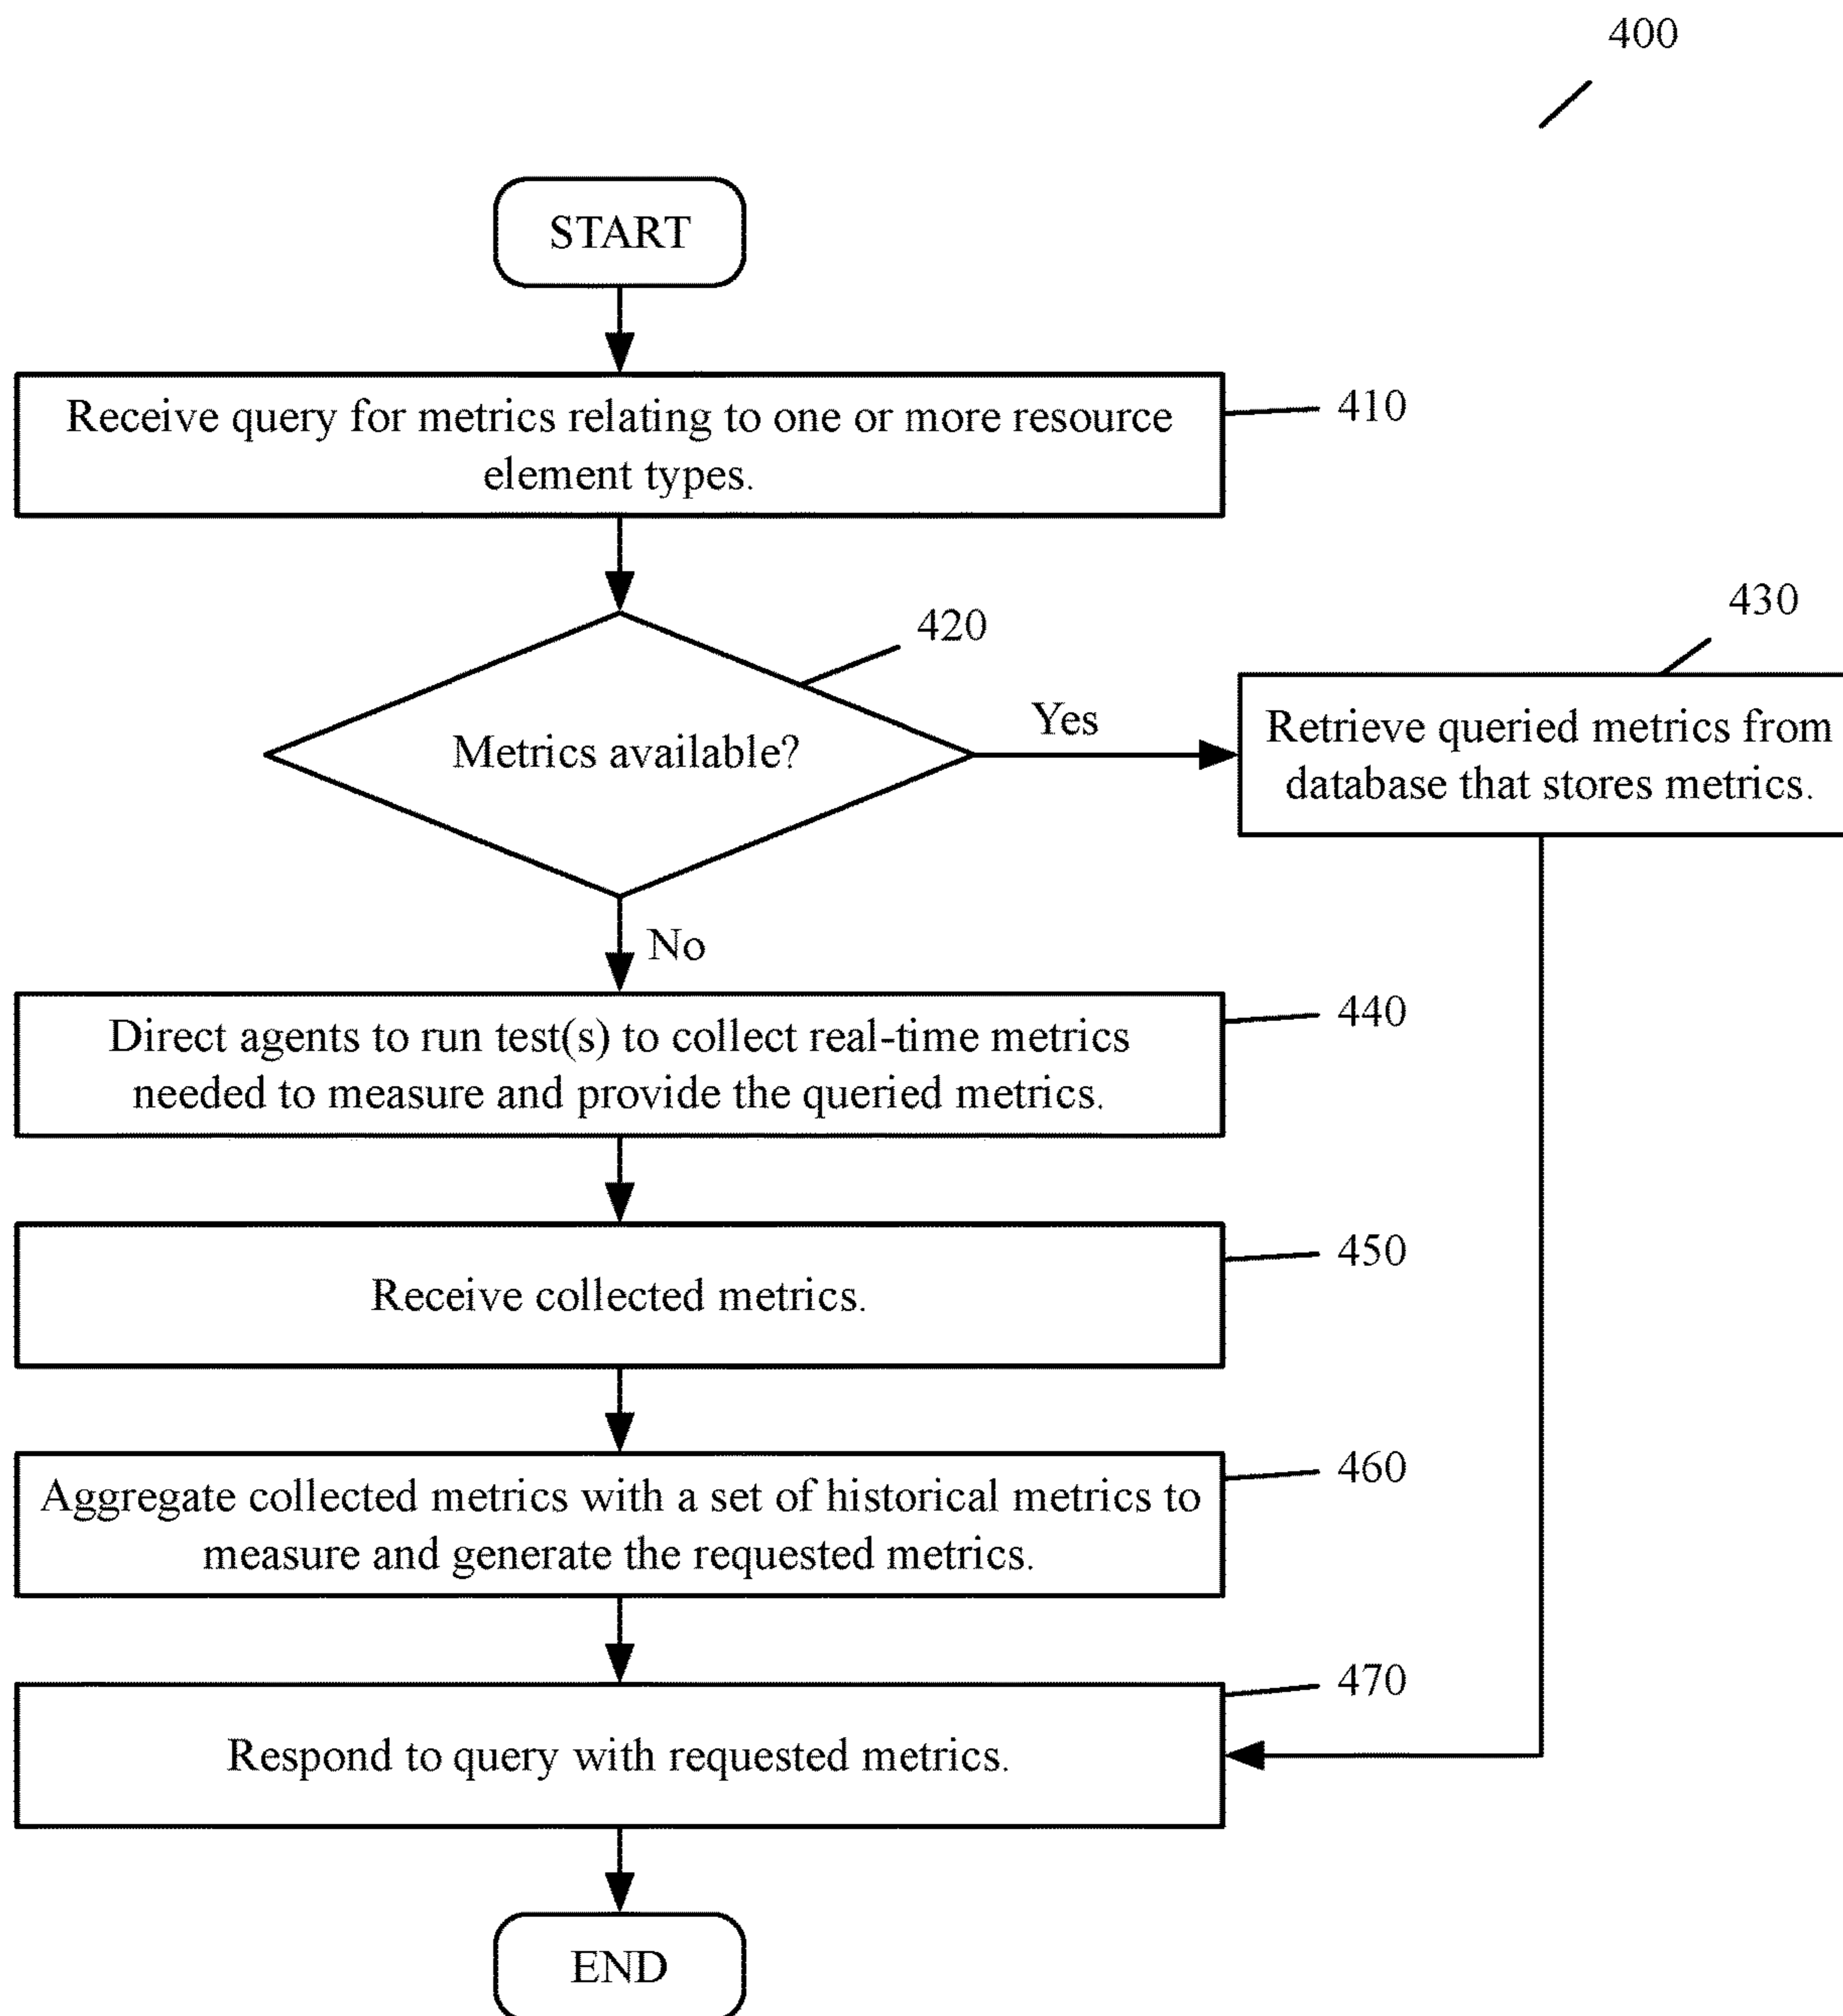 400
START
Receive query for metrics relating to one or more resource
element types.
410
420
Metrics available?
Yes
430
Retrieve queried metrics from
database that stores metrics.
No
Direct agents to run test(s) to collect real-time metrics
needed to measure and provide the queried metrics.
440
Receive collected metrics.
450
Aggregate collected metrics with a set of historical metrics to
measure and generate the requested metrics.
460
Respond to query with requested metrics.
470
END